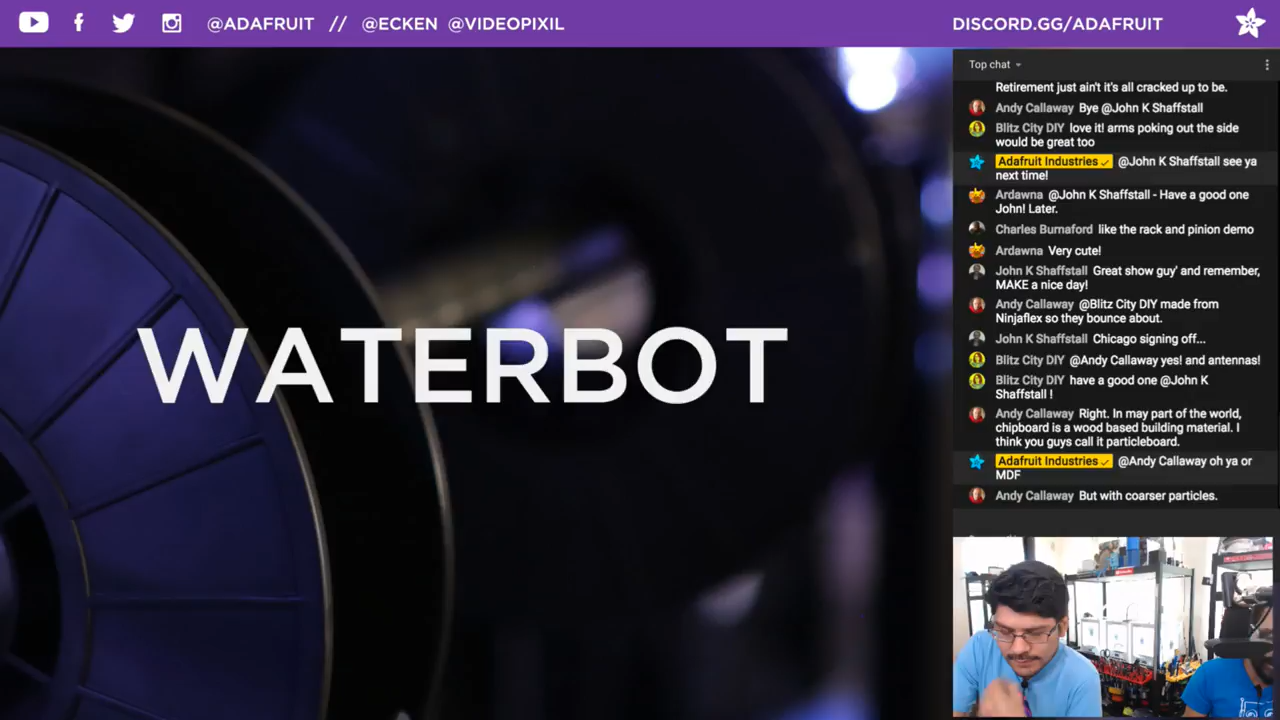 @ADAFRUIT // @ECKEN @VIDEOPIXIL
DISCORD.GG/ADAFRUIT
WATERBOT
Top chat
Retirement just ain't it's all cracked up to be.
Andy Callaway Bye @John K Shaffstall
Blitz City DIY love it! arms poking out the side
would be great too
Adafruit Industries @John K Shaffstall see ya
next time!
Ardawna @John K Shaffstall - Have a good one
John! Later.
Charles Burnaford like the rack and pinion demo
Ardawna Very cute!
John K Shaffstall Great show guy' and remember,
MAKE a nice day!
Andy Callaway @Blitz City DIY made from
Ninjaflex so they bounce about.
John K Shaffstall Chicago signing off...
Blitz City DIY @Andy Callaway yes! and antennas!
Blitz City DIY have a good one @John K
Shaffstall !
Andy Callaway Right. In may part of the world,
chipboard is a wood based building material. I
think you guys call it particleboard.
Adafruit Industries @Andy Callaway oh ya or
MDF
Andy Callaway But with coarser particles.